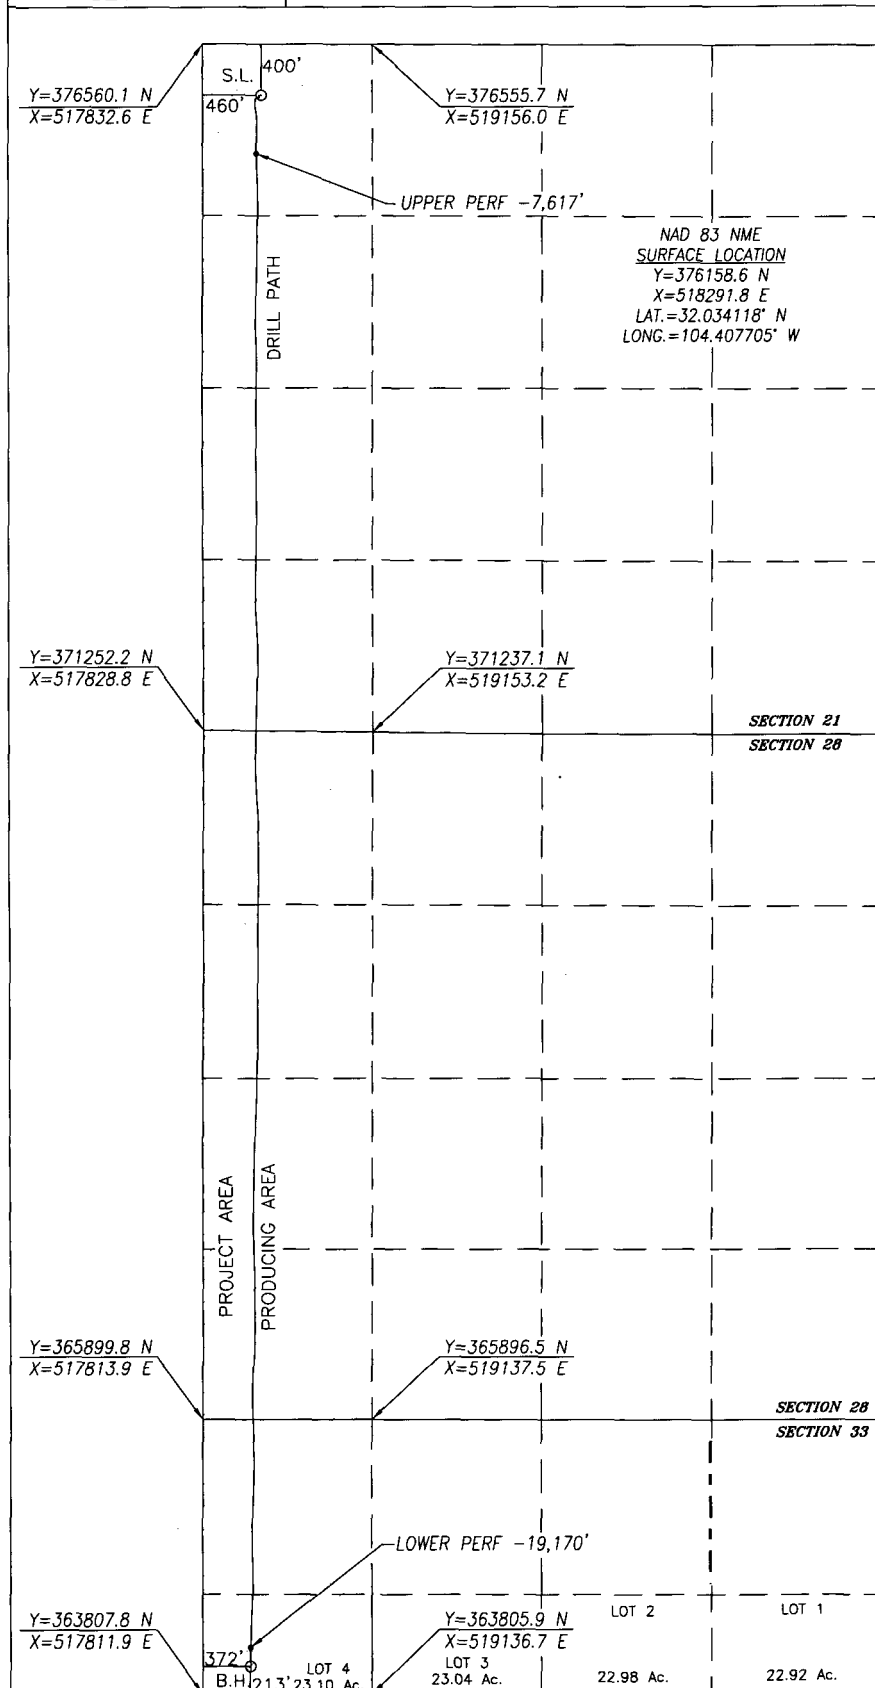 400'
S.L.
460'
Y=376560.1 N
X=517832.6 E
Y=376555.7 N
X=519156.0 E
UPPER PERF -7,617'
NAD 83 NME
SURFACE LOCATION
Y=376158.6 N
X=518291.8 E
LAT.=32.034118° N
LONG.=104.407705° W
DRILL PATH
Y=371252.2 N
X=517828.8 E
Y=371237.1 N
X=519153.2 E
SECTION 21
SECTION 28
PROJECT AREA
PRODUCING AREA
Y=365899.8 N
X=517813.9 E
Y=365896.5 N
X=519137.5 E
SECTION 28
SECTION 33
LOWER PERF -19,170'
Y=363807.8 N
X=517811.9 E
Y=363805.9 N
X=519136.7 E
LOT 2
LOT 1
372'
LOT 4
LOT 3
B.H.
213'
23.10 Ac.
23.04 Ac.
22.98 Ac.
22.92 Ac.